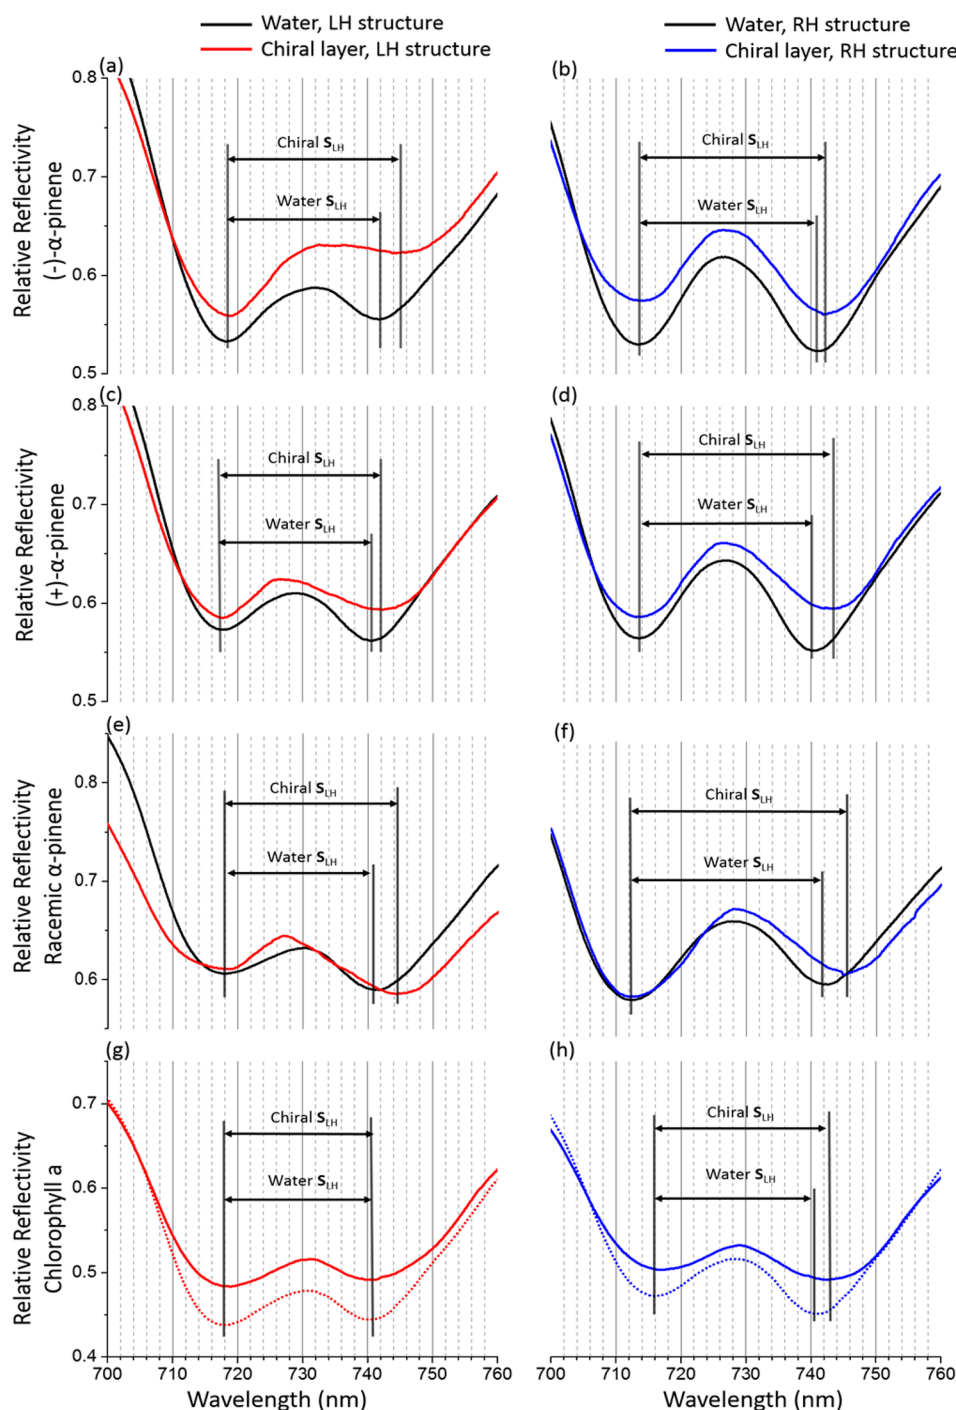 Water, LH structure
Chiral layer, LH structure
Water, RH structure
Chiral layer, RH structure
(a)
(b)
0.8
0.7
0.6
0.5
Relative Reflectivity
(-)-α-pinene
Chiral SLH
Water SLH
Chiral SLH
Water SLH
(c)
(d)
0.8
0.7
0.6
0.5
Relative Reflectivity
(+)-α-pinene
Chiral SLH
Water SLH
Chiral SLH
Water SLH
(e)
(f)
0.8
0.7
0.6
Relative Reflectivity
Racemic α-pinene
Chiral SLH
Water SLH
Chiral SLH
Water SLH
(g)
(h)
0.7
0.6
0.5
0.4
Relative Reflectivity
Chlorophyll a
Chiral SLH
Water SLH
Chiral SLH
Water SLH
700 710 720 730 740 750 760
700 710 720 730 740 750 760
Wavelength (nm)
Wavelength (nm)